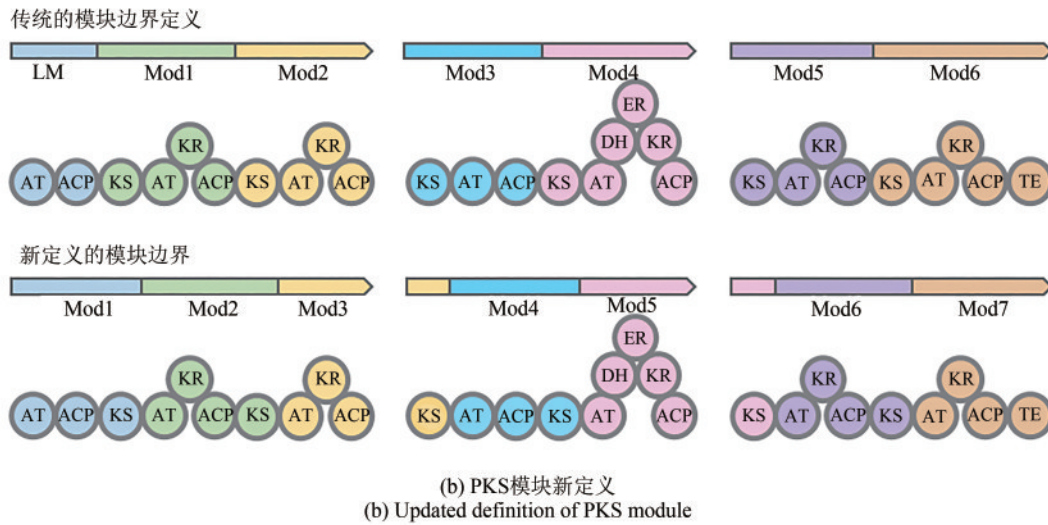 传统的模块边界定义
LM Mod1 Mod2 Mod3 Mod4 Mod5 Mod6
ER
KR KR DH KR KR KR
AT ACP KS AT ACP KS AT ACP KS AT ACP KS AT ACP KS AT ACP KS AT ACP TE
新定义的模块边界
Mod1 Mod2 Mod3 Mod4 Mod5 Mod6 Mod7
ER
KR KR DH KR KR KR
AT ACP KS AT ACP KS AT ACP KS AT ACP KS AT ACP KS AT ACP KS AT ACP TE
(b) PKS模块新定义
(b) Updated definition of PKS module